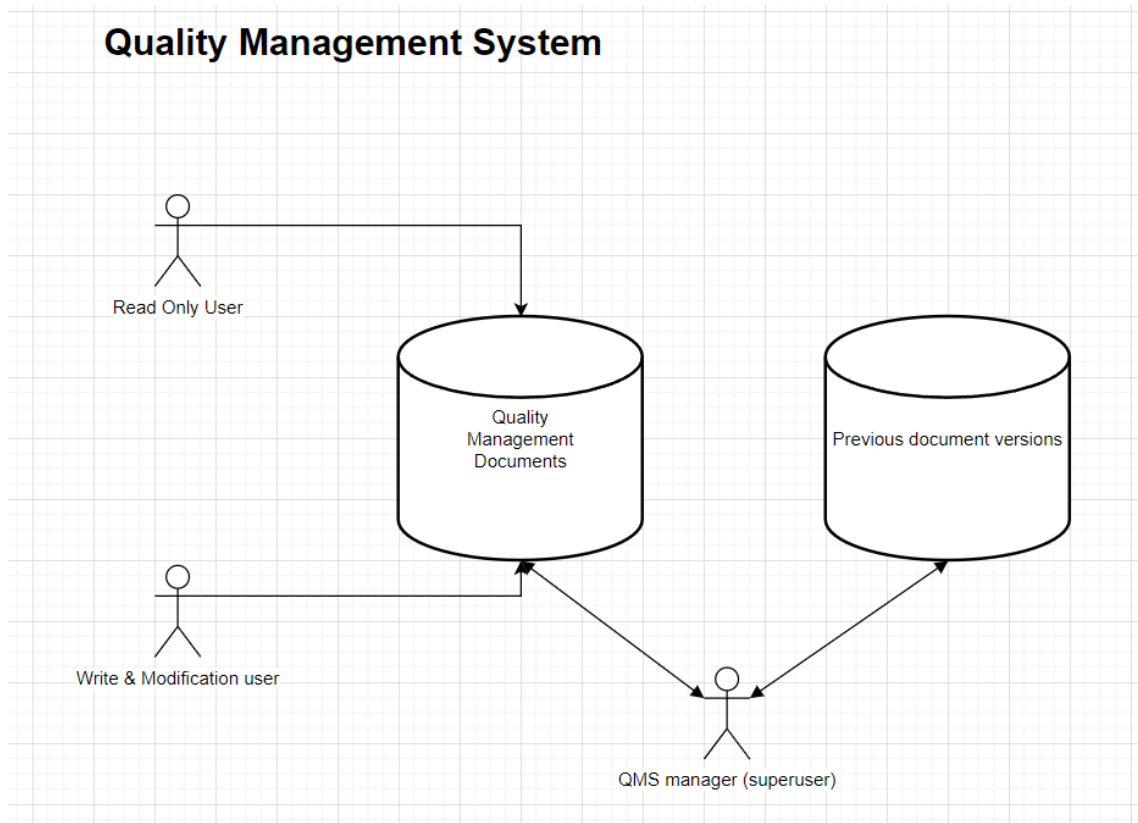 Quality Management System
Read Only User
Quality
Management
Documents
Previous document versions
Write & Modification user
QMS manager (superuser)